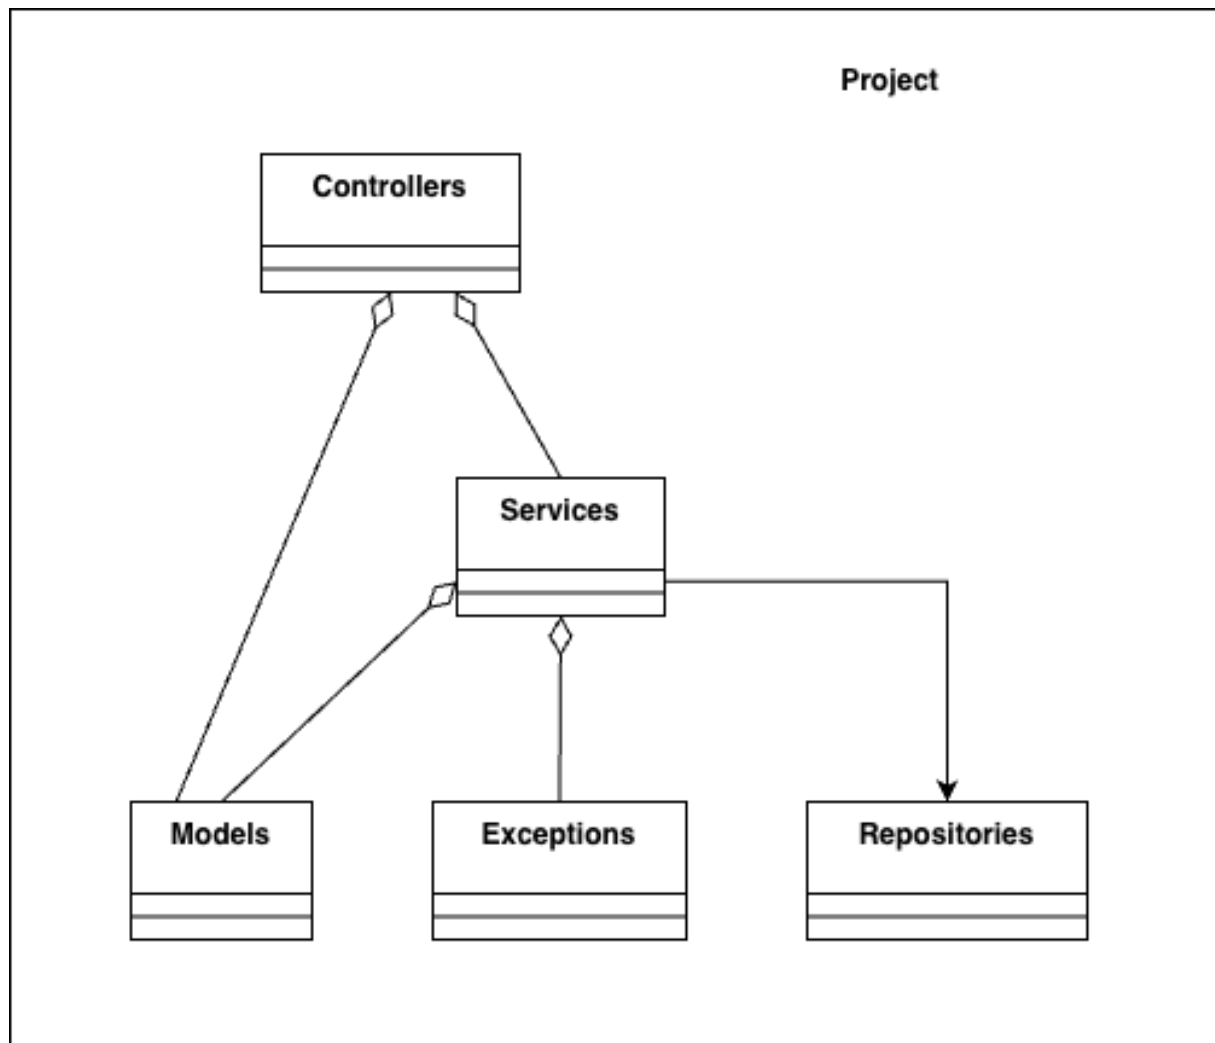 Project
Controllers
Services
Models
Exceptions
Repositories